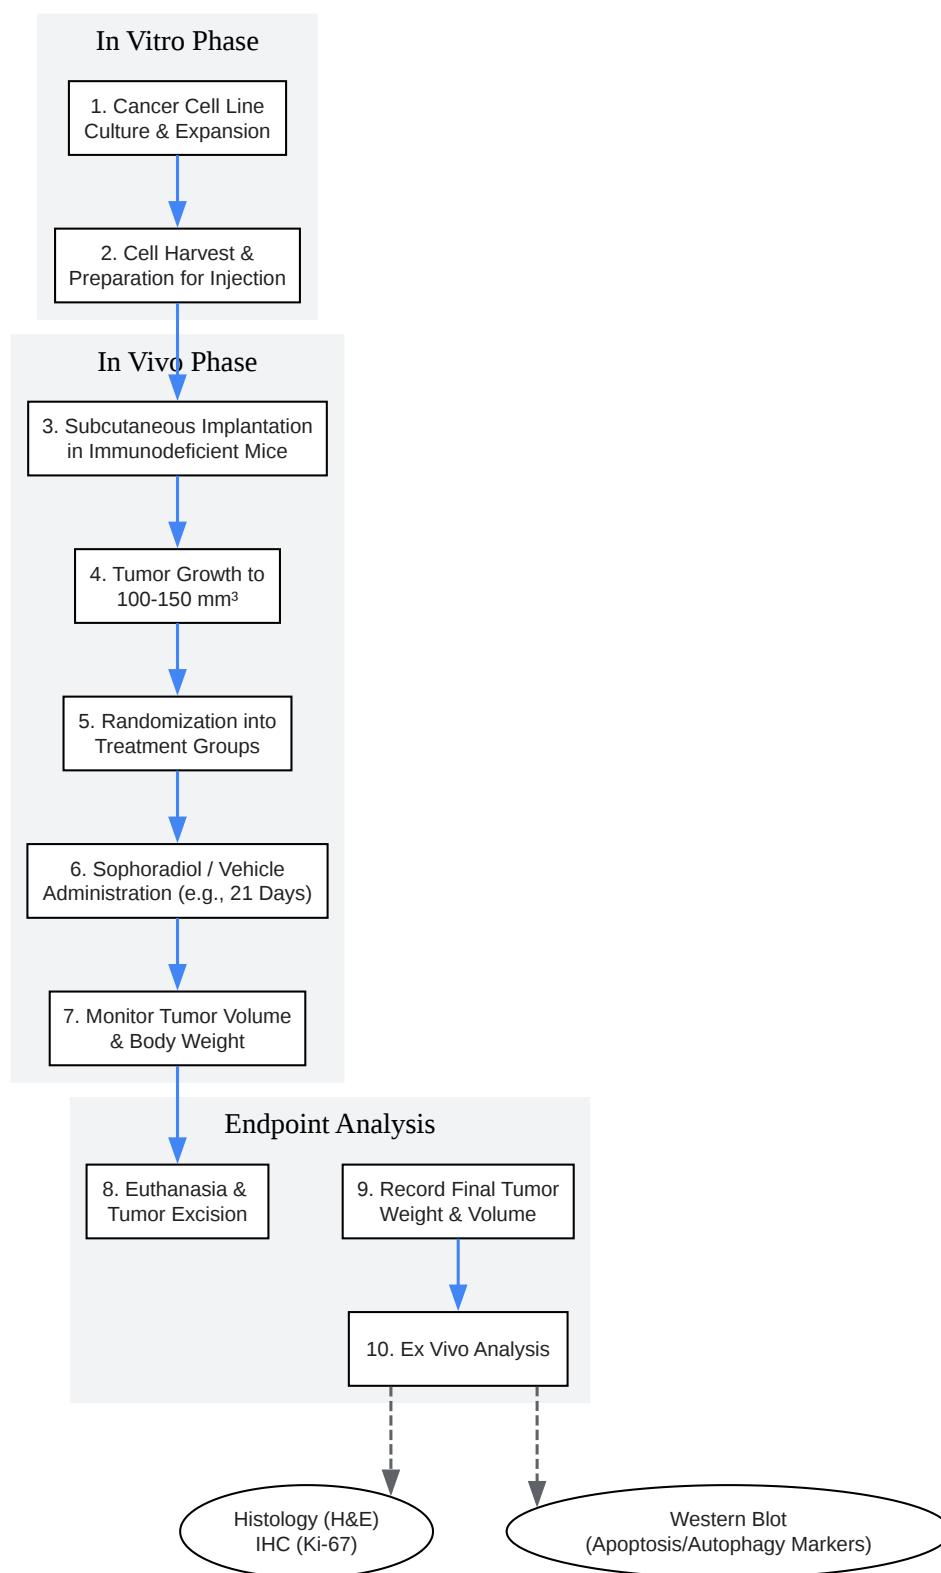 In Vitro Phase
1. Cancer Cell Line
Culture & Expansion
2. Cell Harvest &
Preparation for Injection
In Vivo Phase
3. Subcutaneous Implantation
in Immunodeficient Mice
4. Tumor Growth to
100-150 mm³
5. Randomization into
Treatment Groups
6. Sophoradiol / Vehicle
Administration (e.g., 21 Days)
7. Monitor Tumor Volume
& Body Weight
Endpoint Analysis
8. Euthanasia &
Tumor Excision
9. Record Final Tumor
Weight & Volume
10. Ex Vivo Analysis
Histology (H&E)
IHC (Ki-67)
Western Blot
(Apoptosis/Autophagy Markers)